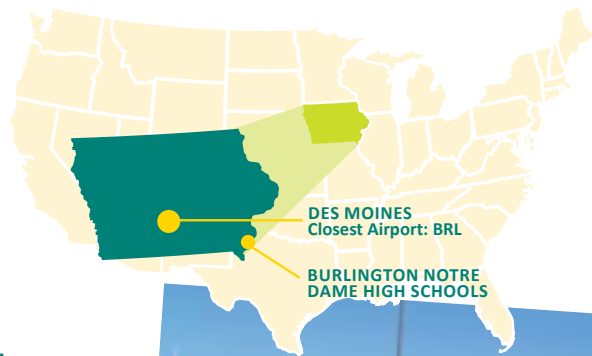 DES MOINES
Closest Airport: BRL
BURLINGTON NOTRE
DAME HIGH SCHOOLS